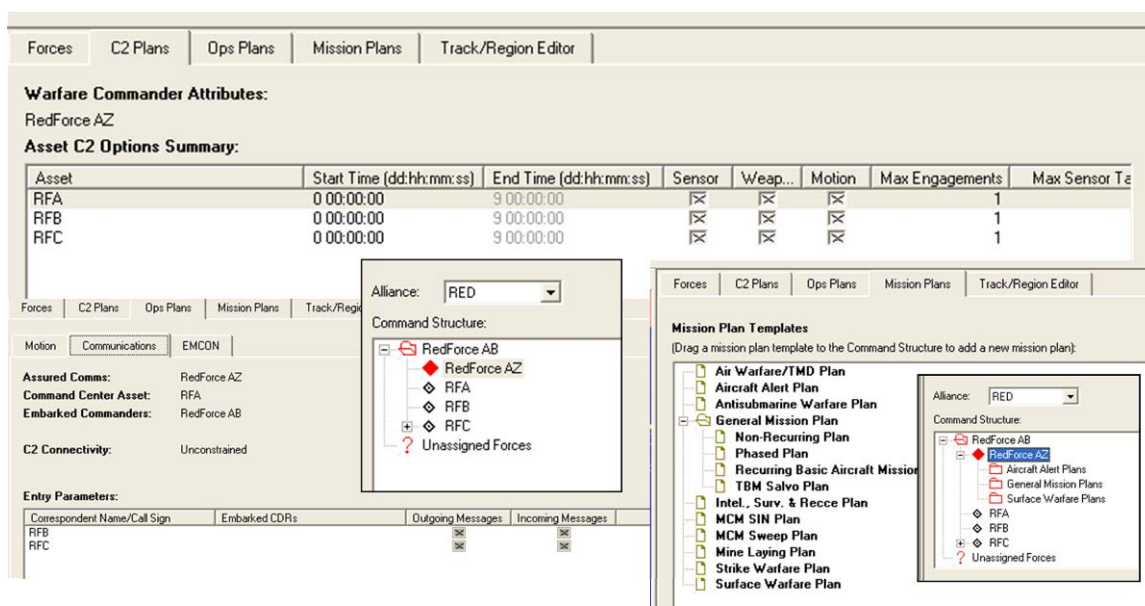 Forces C2 Plans Ops Plans Mission Plans Track/Region Editor
Warfare Commander Attributes:
RedForce AZ
Asset C2 Options Summary:
Asset Start Time (dd:hh:mm:ss) End Time (dd:hh:mm:ss) Sensor Weap... Motion Max Engagements Max Sensor Ta
RFA 0 00:00:00 9 00:00:00 1
RFB 0 00:00:00 9 00:00:00 1
RFC 0 00:00:00 9 00:00:00 1
Forces C2 Plans Ops Plans Mission Plans Track/Regio
Motion Communications EMCON
Assured Comms: RedForce AZ
Command Center Asset: RFA
Embarked Commanders: RedForce AB
C2 Connectivity: Unconstrained
Entry Parameters:
Correspondent Name/Call Sign Embarked CDRs Outgoing Messages Incoming Messages
RFB
RFC
Alliance: RED
Command Structure:
RedForce AB
RedForce AZ
RFA
RFB
RFC
? Unassigned Forces
Forces C2 Plans Ops Plans Mission Plans Track/Region Editor
Mission Plan Templates
(Drag a mission plan template to the Command Structure to add a new mission plan):
Air Warfare/TMD Plan
Aircraft Alert Plan
Antisubmarine Warfare Plan
General Mission Plan
Non-Recurring Plan
Phased Plan
Recurring Basic Aircraft Mission
TBM Salvo Plan
Intel., Surv. & Recce Plan
MCM SIN Plan
MCM Sweep Plan
Mine Laying Plan
Strike Warfare Plan
Surface Warfare Plan
Alliance: RED
Command Structure:
RedForce AB
RedForce AZ
Aircraft Alert Plans
General Mission Plans
Surface Warfare Plans
RFA
RFB
RFC
? Unassigned Forces